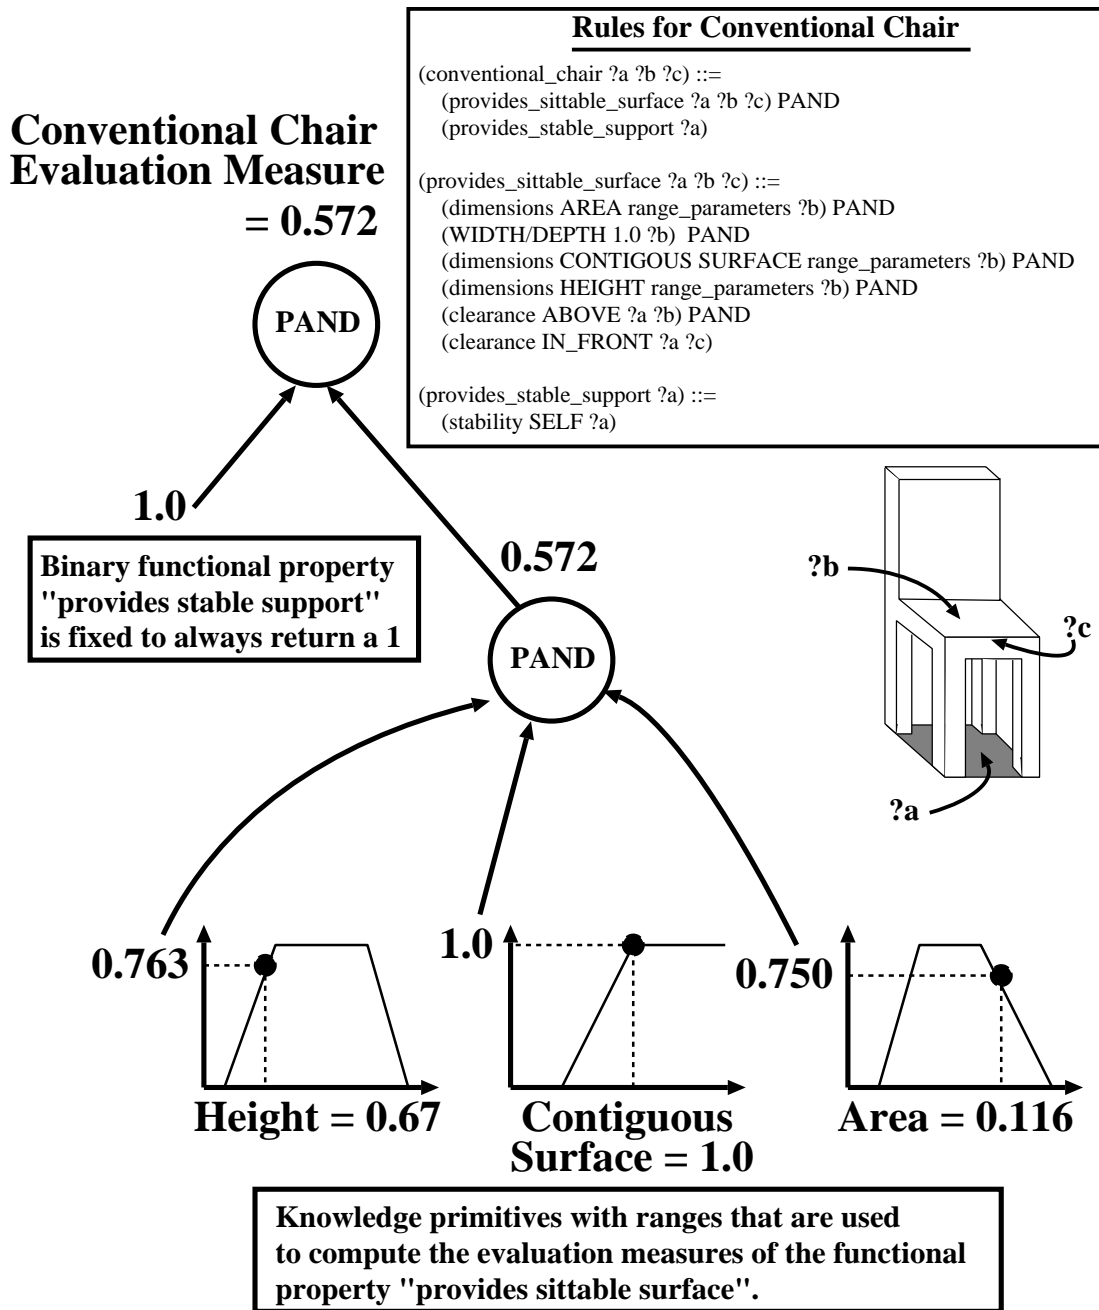 Rules for Conventional Chair
(conventional_chair ?a ?b ?c) ::=
(provides_sittable_surface ?a ?b ?c) PAND
(provides_stable_support ?a)
(provides_sittable_surface ?a ?b ?c) ::=
(dimensions AREA range_parameters ?b) PAND
(WIDTH/DEPTH 1.0 ?b) PAND
(dimensions CONTIGOUS SURFACE range_parameters ?b) PAND
(dimensions HEIGHT range_parameters ?b) PAND
(clearance ABOVE ?a ?b) PAND
(clearance IN_FRONT ?a ?c)
(provides_stable_support ?a) ::=
(stability SELF ?a)
Conventional Chair
Evaluation Measure
= 0.572
PAND
1.0
Binary functional property
"provides stable support"
is fixed to always return a 1
0.572
PAND
?b
?c
?a
0.763
1.0
0.750
Height = 0.67
Contiguous
Surface = 1.0
Area = 0.116
Knowledge primitives with ranges that are used
to compute the evaluation measures of the functional
property "provides sittable surface".